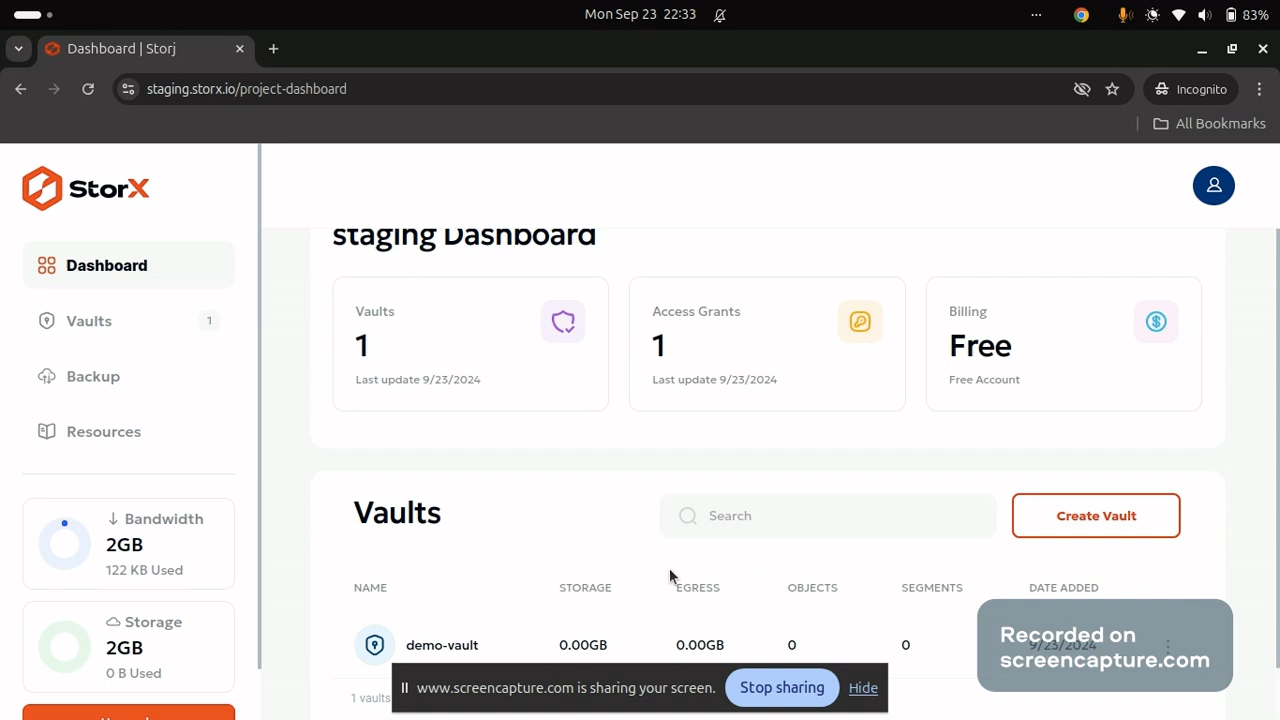 Mon Sep 23 22:33
83%
Dashboard | Storj
staging.storx.io/project-dashboard
Incognito
All Bookmarks
StorX
staging Dashboard
Dashboard
Vaults 1
Backup
Resources
Bandwidth
2GB
122 KB Used
Storage
2GB
0 B Used
Vaults
1
Last update 9/23/2024
Access Grants
1
Last update 9/23/2024
Billing
Free
Free Account
Vaults
Search
Create Vault
NAME STORAGE EGRESS OBJECTS SEGMENTS DATE ADDED
demo-vault 0.00GB 0.00GB 0 0 9/23/2024
1 vaults
Recorded on
screencapture.com
www.screencapture.com is sharing your screen. Stop sharing Hide